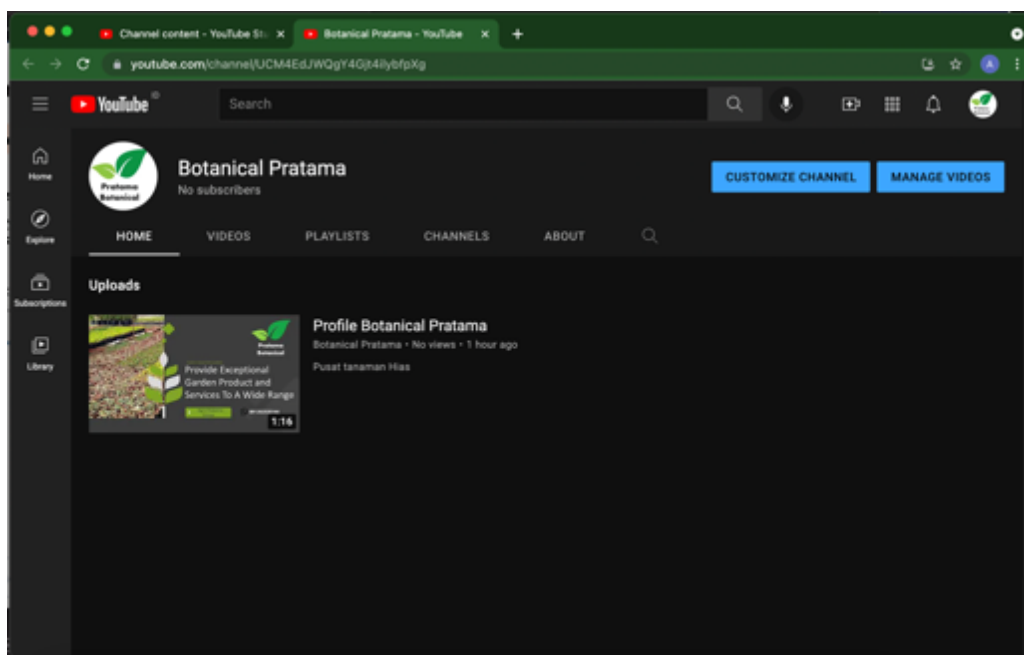 Channel content - YouTube St
Botanical Pratama - YouTube
youtube.com/channel/UCM4EdJWQgY4Gjt4ilybfpXg
A
YouTube ID
Search
Home
Explore
Subscriptions
Library
Pratama
Botanical
Botanical Pratama
No subscribers
CUSTOMIZE CHANNEL
MANAGE VIDEOS
HOME VIDEOS PLAYLISTS CHANNELS ABOUT
Uploads
Pratama
Botanical
Provide Exceptional
Garden Product and
Services To A Wide Range
1:16
Profile Botanical Pratama
Botanical Pratama • No views • 1 hour ago
Pusat tanaman Hias